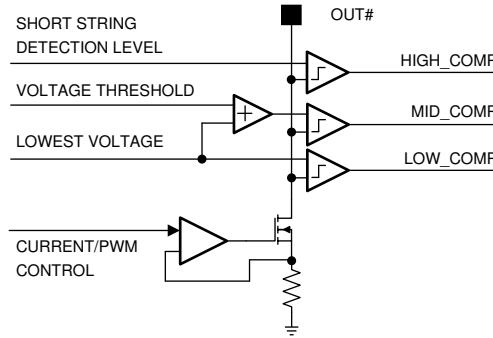 SHORT STRING
DETECTION LEVEL
OUT#
HIGH_COMP
VOLTAGE THRESHOLD
MID_COMP
LOWEST VOLTAGE
LOW_COMP
CURRENT/PWM
CONTROL